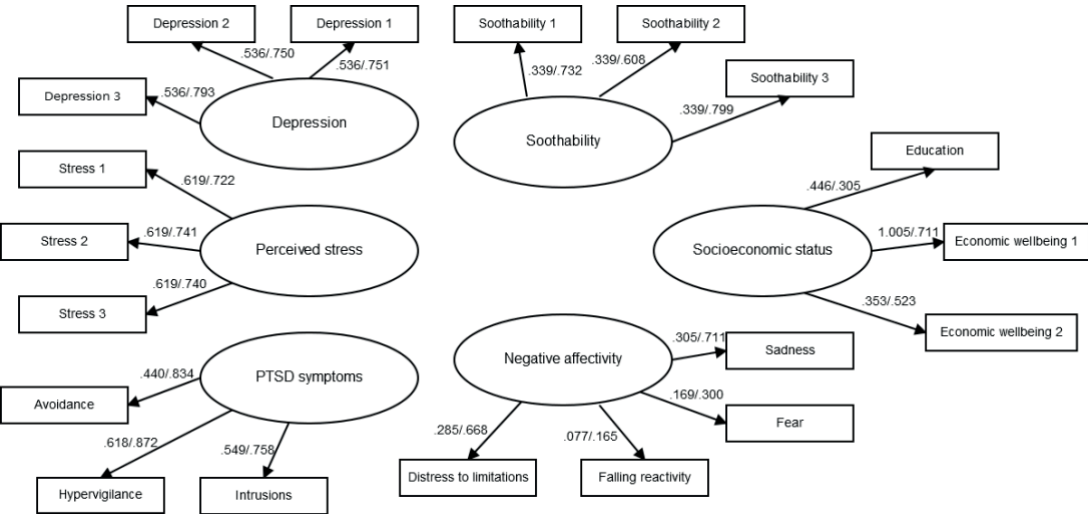 Depression 2
Depression 1
Soothability 1
Soothability 2
.536/.750
.536/.751
.339/.732
.339/.608
Soothability 3
Depression 3
.536/.793
.339/.799
Depression
Soothability
Education
Stress 1
.619/.722
.446/.305
Stress 2
.619/.741
Perceived stress
Socioeconomic status
1.005/.711
Economic wellbeing 1
.619/.740
Stress 3
.353/.523
Economic wellbeing 2
.305/.711
Sadness
Negative affectivity
PTSD symptoms
.440/.834
.169/.300
Avoidance
Fear
.618/.872
.549/.758
.285/.668
.077/.165
Distress to limitations
Falling reactivity
Hypervigilance
Intrusions